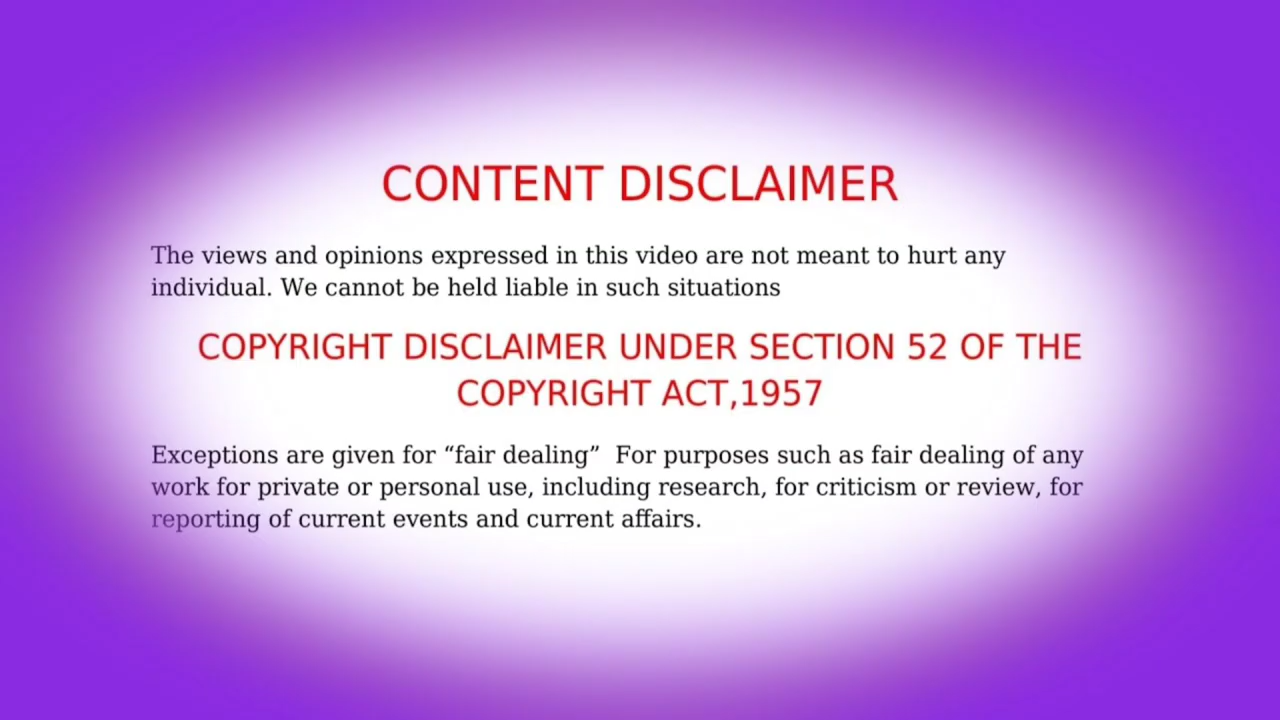 CONTENT DISCLAIMER
The views and opinions expressed in this video are not meant to hurt any
individual. We cannot be held liable in such situations
COPYRIGHT DISCLAIMER UNDER SECTION 52 OF THE
COPYRIGHT ACT,1957
Exceptions are given for “fair dealing”  For purposes such as fair dealing of any
work for private or personal use, including research, for criticism or review, for
reporting of current events and current affairs.